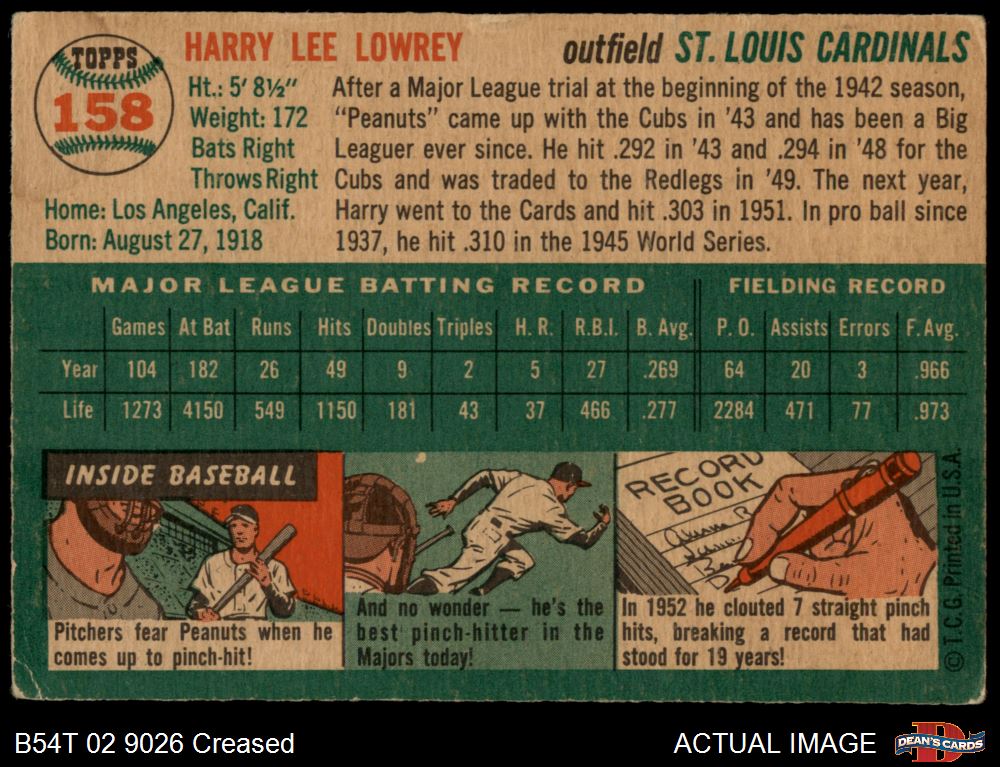 TOPPS
158
HARRY LEE LOWREY
outfield ST. LOUIS CARDINALS
Ht.: 5' 8½"
Weight: 172
Bats Right
Throws Right
Home: Los Angeles, Calif.
Born: August 27, 1918
After a Major League trial at the beginning of the 1942 season,
"Peanuts" came up with the Cubs in '43 and has been a Big
Leaguer ever since. He hit .292 in '43 and .294 in '48 for the
Cubs and was traded to the Redlegs in '49. The next year,
Harry went to the Cards and hit .303 in 1951. In pro ball since
1937, he hit .310 in the 1945 World Series.
MAJOR LEAGUE BATTING RECORD FIELDING RECORD
Games At Bat Runs Hits Doubles Triples H. R. R.B.I. B. Avg. P. O. Assists Errors F. Avg.
Year 104 182 26 49 9 2 5 27 .269 64 20 3 .966
Life 1273 4150 549 1150 181 43 37 466 .277 2284 471 77 .973
INSIDE BASEBALL
Pitchers fear Peanuts when he
comes up to pinch-hit!
And no wonder — he's the
best pinch-hitter in the
Majors today!
RECORD
BOOK
In 1952 he clouted 7 straight pinch
hits, breaking a record that had
stood for 19 years!
© T.C.G. Printed in U.S.A.
B54T 02 9026 Creased
ACTUAL IMAGE
DEAN'S CARDS